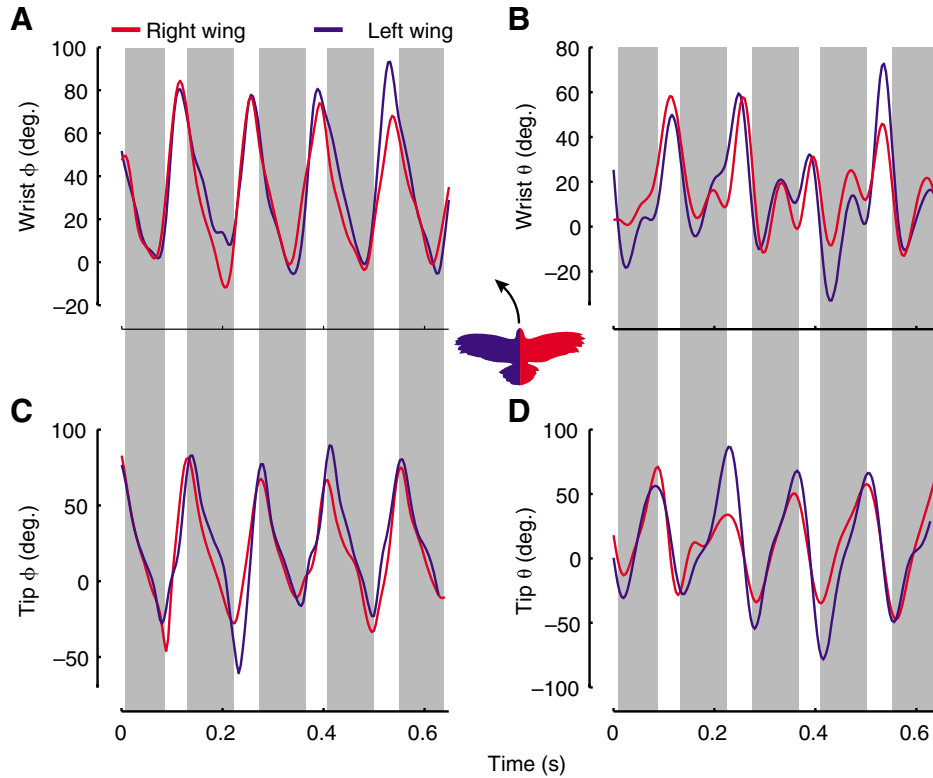 A
Right wing
Left wing
B
100
80
60
40
20
0
−20
Wrist ϕ (deg.)
80
60
40
20
0
−20
Wrist θ (deg.)
C
D
100
50
0
−50
Tip ϕ (deg.)
0
0.2
0.4
0.6
100
50
0
−50
−100
Tip θ (deg.)
0
0.2
0.4
0.6
Time (s)